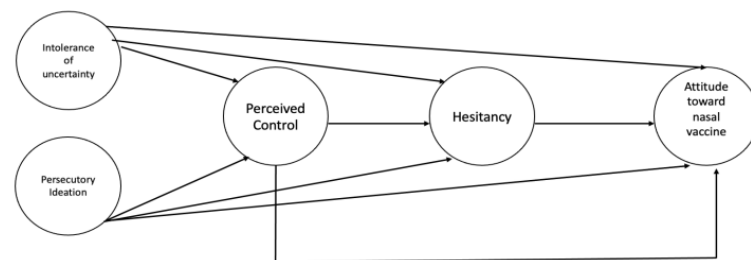 Intolerance
of
uncertainty
Perceived
Control
Hesitancy
Attitude
toward
nasal
vaccine
Persecutory
Ideation